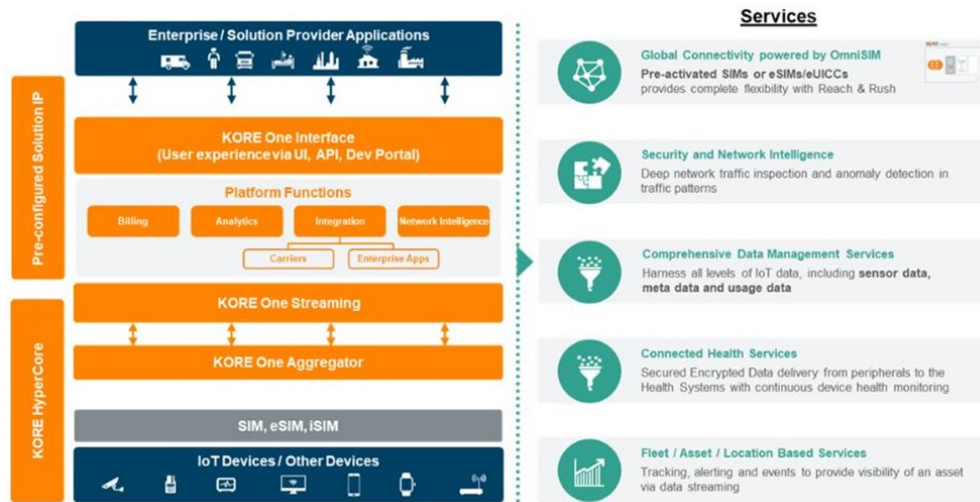 Enterprise / Solution Provider Applications
Pre-configured Solution IP
KORE One Interface
(User experience via UI, API, Dev Portal)
Platform Functions
Billing
Analytics
Integration
Network Intelligence
Carriers
Enterprise Apps
KORE HyperCore
KORE One Streaming
KORE One Aggregator
SIM, eSIM, iSIM
IoT Devices / Other Devices
Services
Global Connectivity powered by OmniSIM
Pre-activated SIMs or eSIMs/eUICCs
provides complete flexibility with Reach & Rush
Security and Network Intelligence
Deep network traffic inspection and anomaly detection in
traffic patterns
Comprehensive Data Management Services
Harness all levels of IoT data, including sensor data,
meta data and usage data
Connected Health Services
Secured Encrypted Data delivery from peripherals to the
Health Systems with continuous device health monitoring
Fleet / Asset / Location Based Services
Tracking, alerting and events to provide visibility of an asset
via data streaming